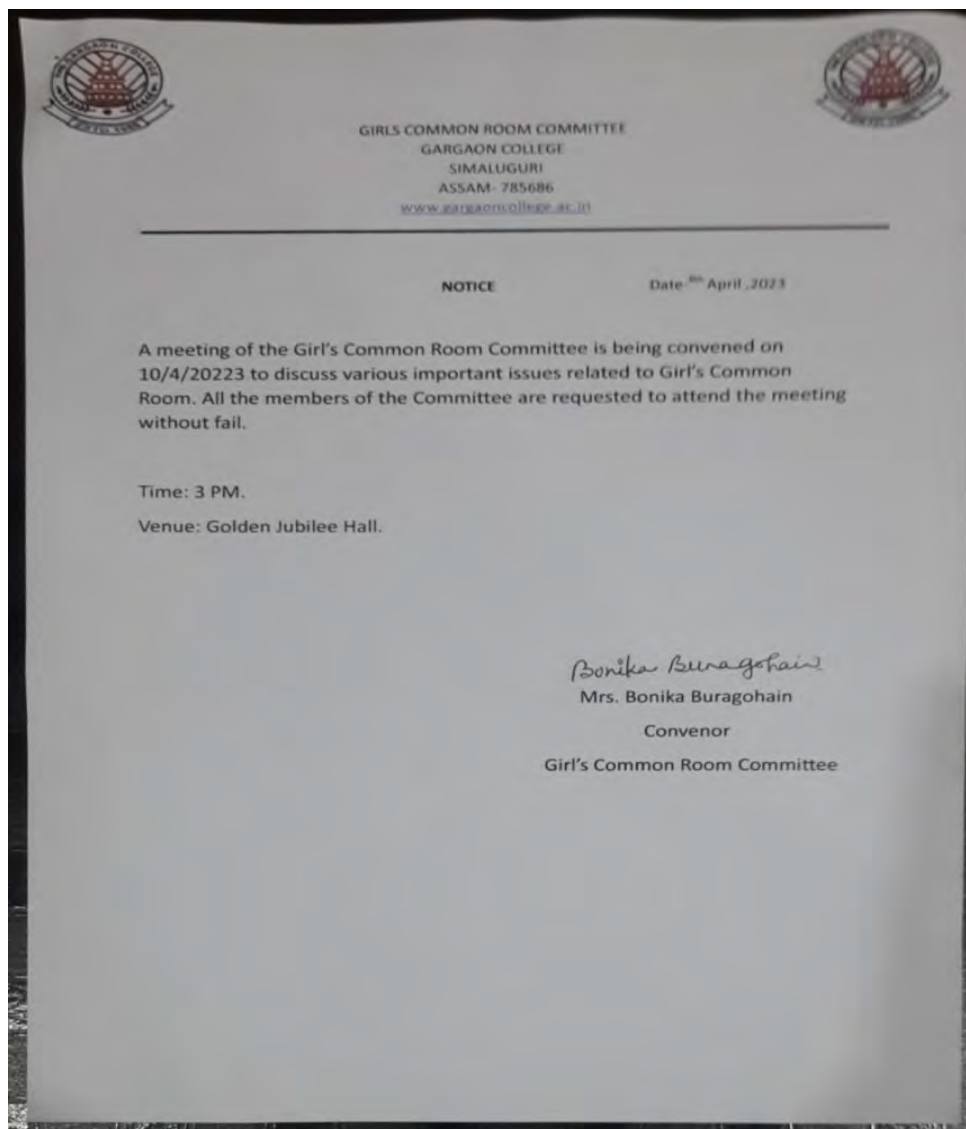 GIRLS COMMON ROOM COMMITTEE
GARGAON COLLEGE
SIMALUGURI
ASSAM- 785686
www.gargaoncollege.ac.in
NOTICE Date- April ,2023
A meeting of the Girl's Common Room Committee is being convened on
10/4/20223 to discuss various important issues related to Girl's Common
Room. All the members of the Committee are requested to attend the meeting
without fail.
Time: 3 PM.
Venue: Golden Jubilee Hall.
Bonika Buragohain
Mrs. Bonika Buragohain
Convenor
Girl's Common Room Committee